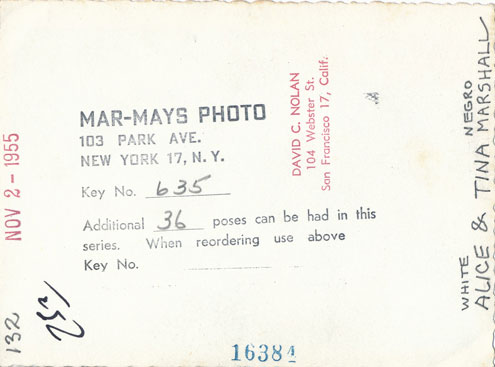 MAR-MAYS PHOTO
103 PARK AVE.
NEW YORK 17, N.Y.
Key No. 635
Additional 36 poses can be had in this
series. When reordering use above
Key No.
DAVID C. NOLAN
104 Webster St.
San Francisco 17, Calif.
NOV 2 - 1955
WHITE NEGRO
ALICE & TINA MARSHALL
132
16384